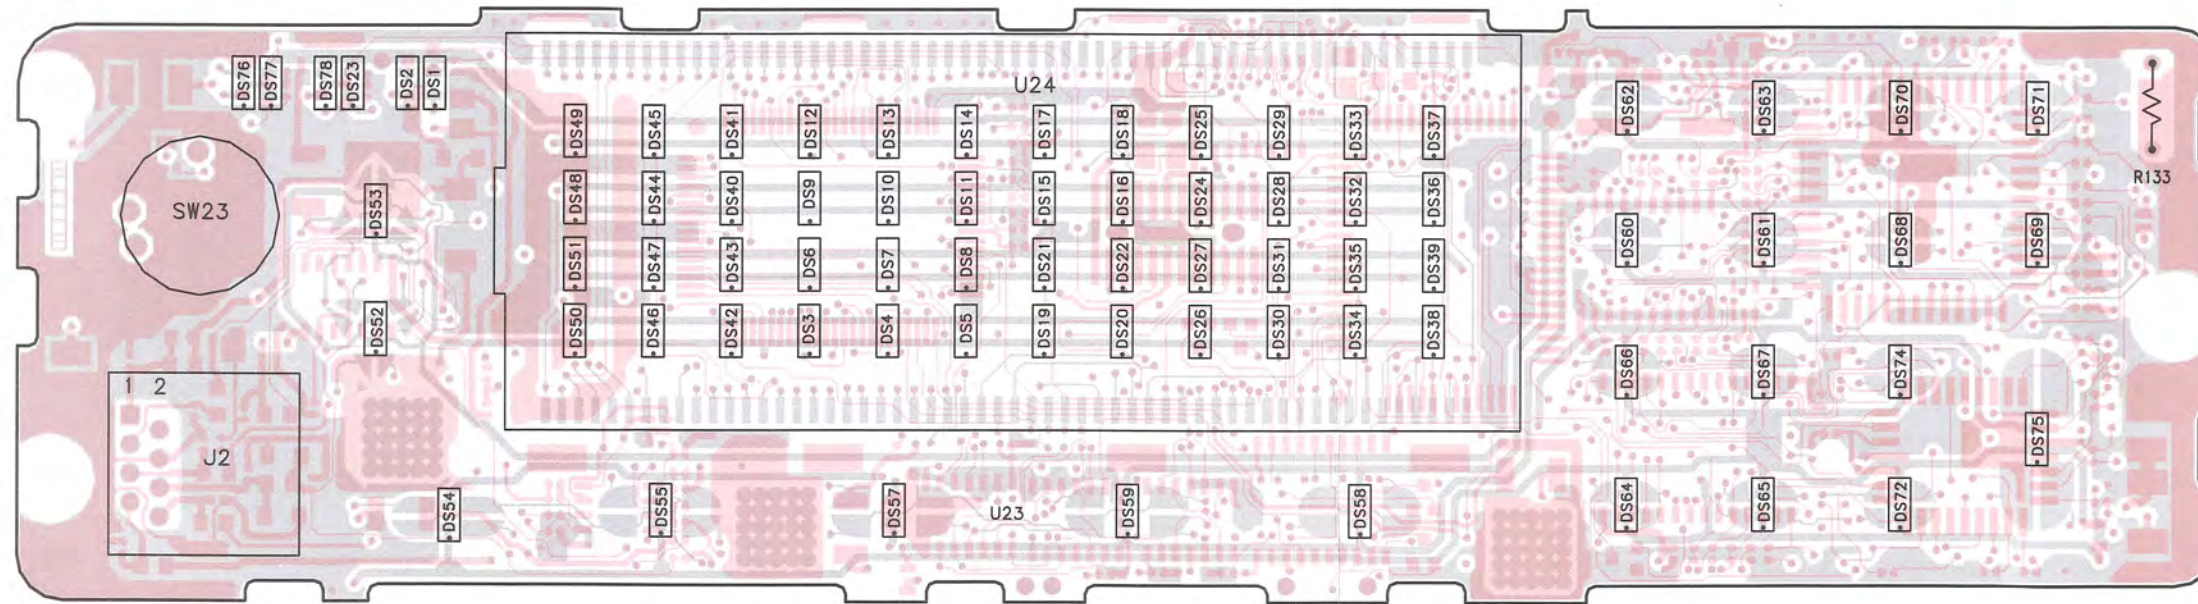 DS76 DS77 DS78 DS23 DS2 DS1
U24
DS62 DS63 DS70 DS71
DS49 DS45 DS41 DS12 DS13 DS14 DS17 DS18 DS25 DS29 DS33 DS37
R133
SW23
DS53
DS48 DS44 DS40 DS9 DS10 DS11 DS15 DS16 DS24 DS28 DS32 DS36
DS60 DS61 DS68 DS69
DS51 DS47 DS43 DS6 DS7 DS8 DS21 DS22 DS27 DS31 DS35 DS39
DS52
DS50 DS46 DS42 DS3 DS4 DS5 DS19 DS20 DS26 DS30 DS34 DS38
DS66 DS67 DS74
1 2
J2
DS75
DS54 DS55 DS57 U23 DS59 DS58
DS64 DS65 DS72